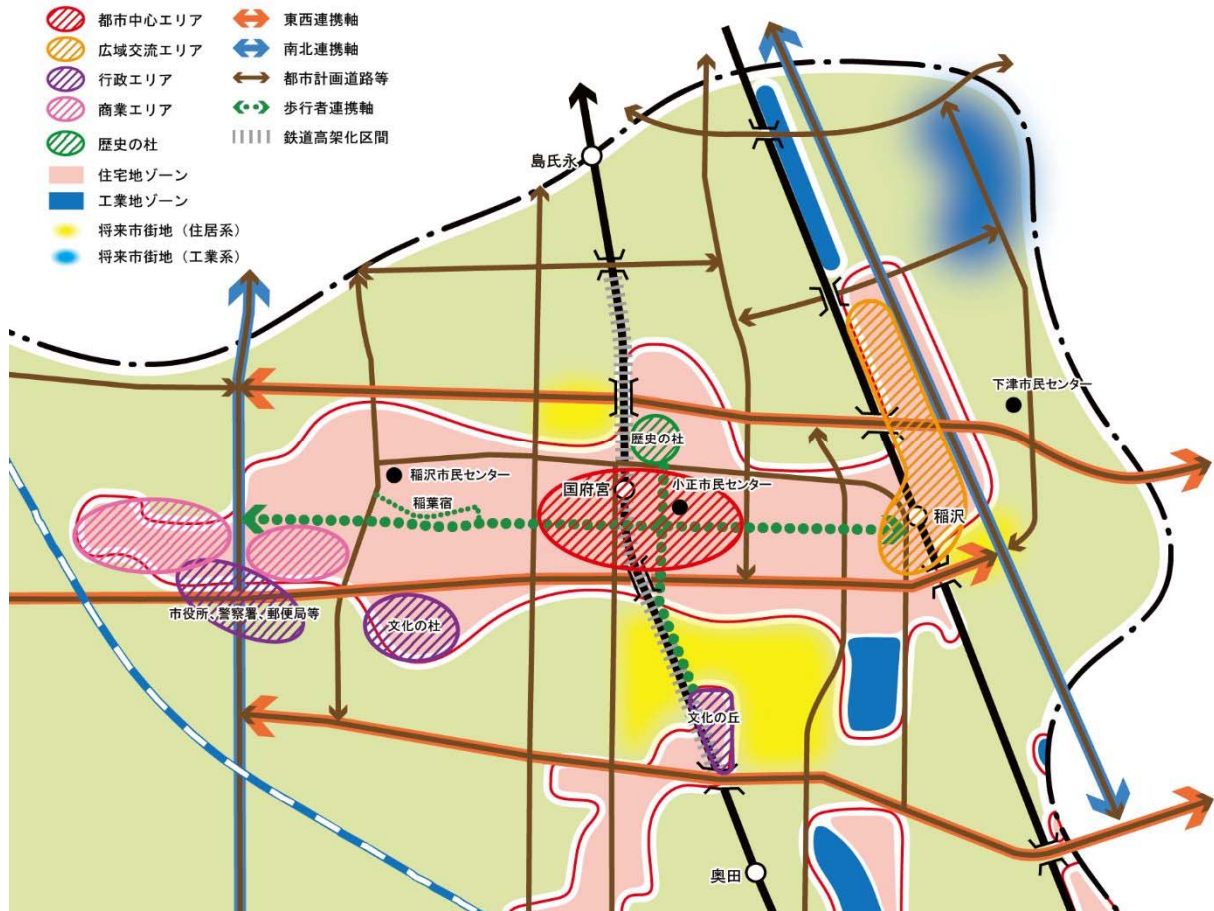 都市中心エリア
広域交流エリア
行政エリア
商業エリア
歴史の杜
住宅地ゾーン
工業地ゾーン
将来市街地（住居系）
将来市街地（工業系）
東西連携軸
南北連携軸
都市計画道路等
歩行者連携軸
鉄道高架化区間
島氏永
下津市民センター
歴史の杜
稲沢市民センター
国府宮
小正市民センター
稲葉宿
稲沢
市役所、警察署、郵便局等
文化の杜
文化の丘
奥田